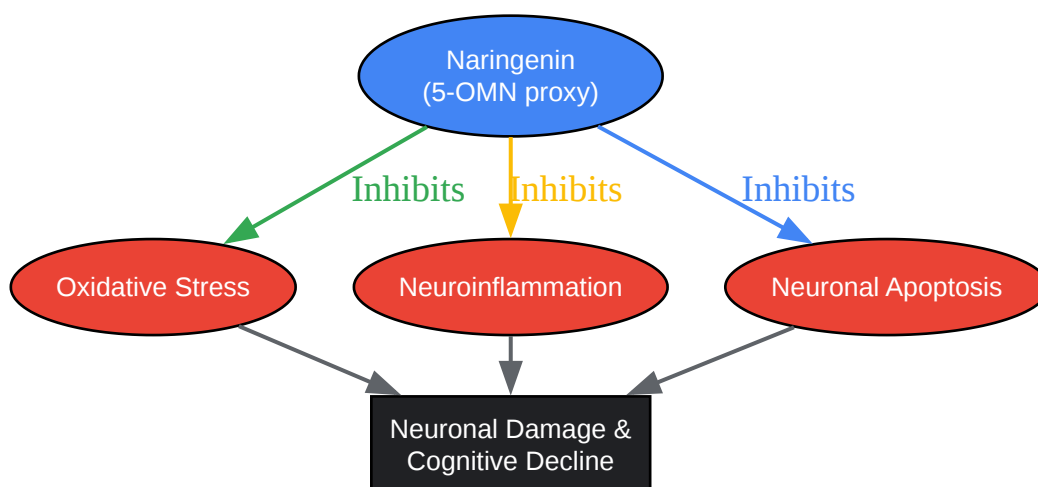 Naringenin
(5-OMN proxy)
Inhibits
Inhibits
Inhibits
Oxidative Stress
Neuroinflammation
Neuronal Apoptosis
Neuronal Damage &
Cognitive Decline